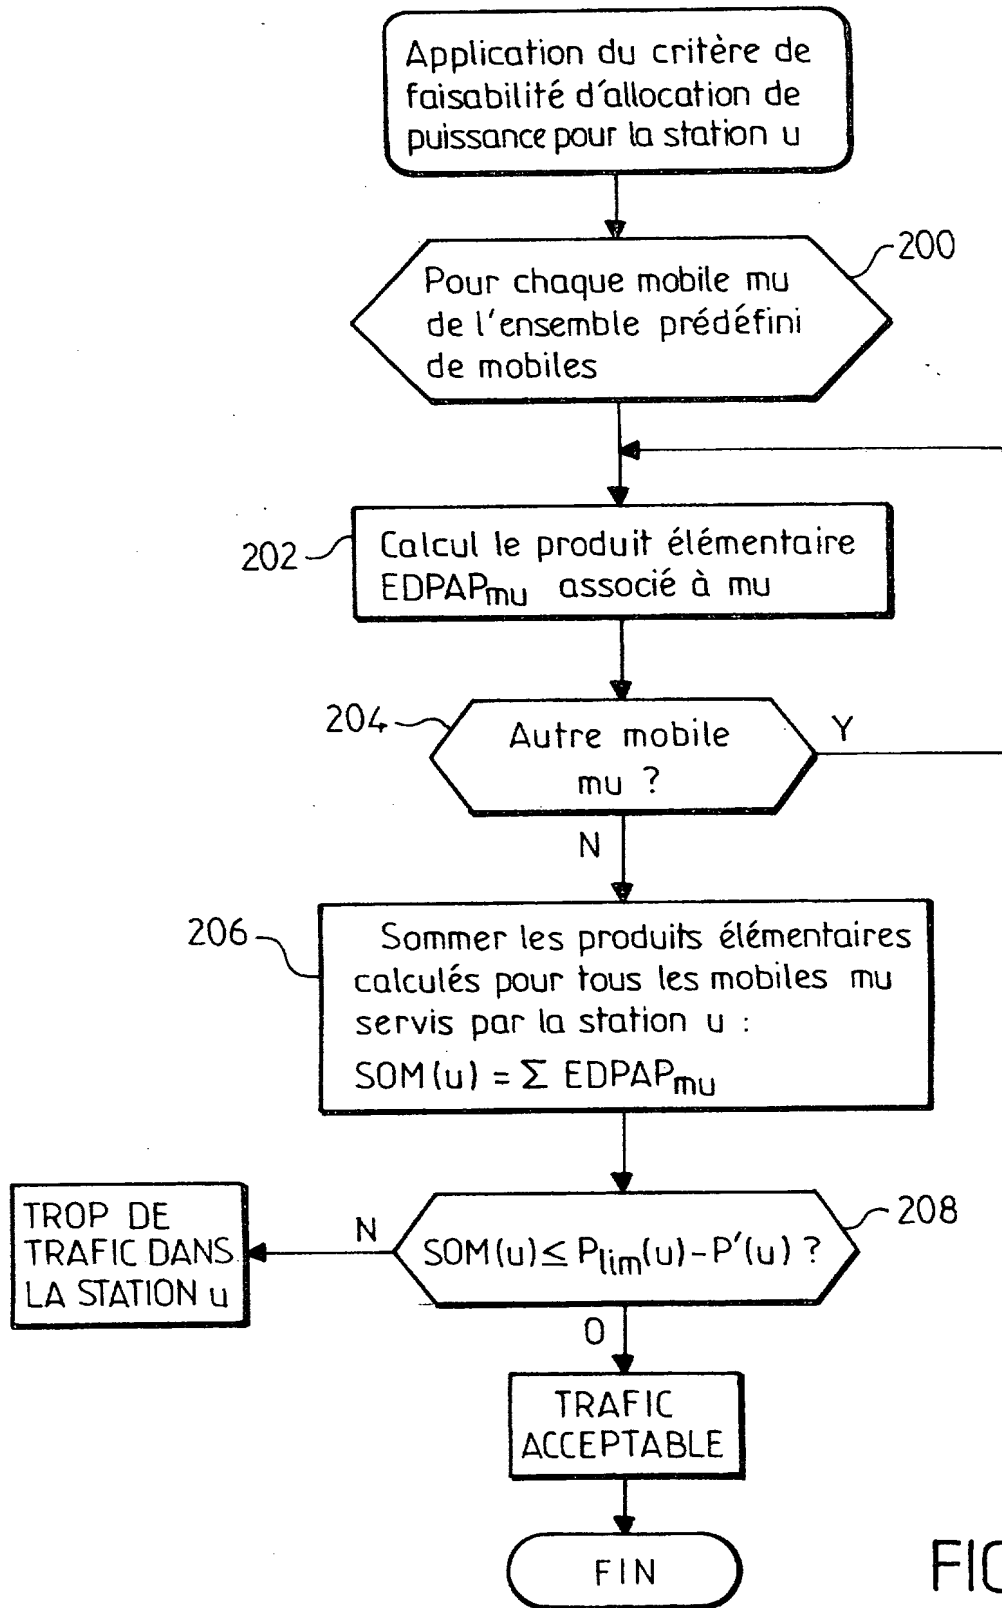 Application du critère de
faisabilité d'allocation de
puissance pour la station u
200
Pour chaque mobile mu
de l'ensemble prédéfini
de mobiles
202
Calcul le produit élémentaire
EDPAPmu associé à mu
204
Autre mobile
mu ?
Y
N
206
Sommer les produits élémentaires
calculés pour tous les mobiles mu
servis par la station u :
SOM(u) = Σ EDPAPmu
208
SOM(u) ≤ Plim(u) - P'(u) ?
N
TROP DE
TRAFIC DANS
LA STATION u
O
TRAFIC
ACCEPTABLE
FIN